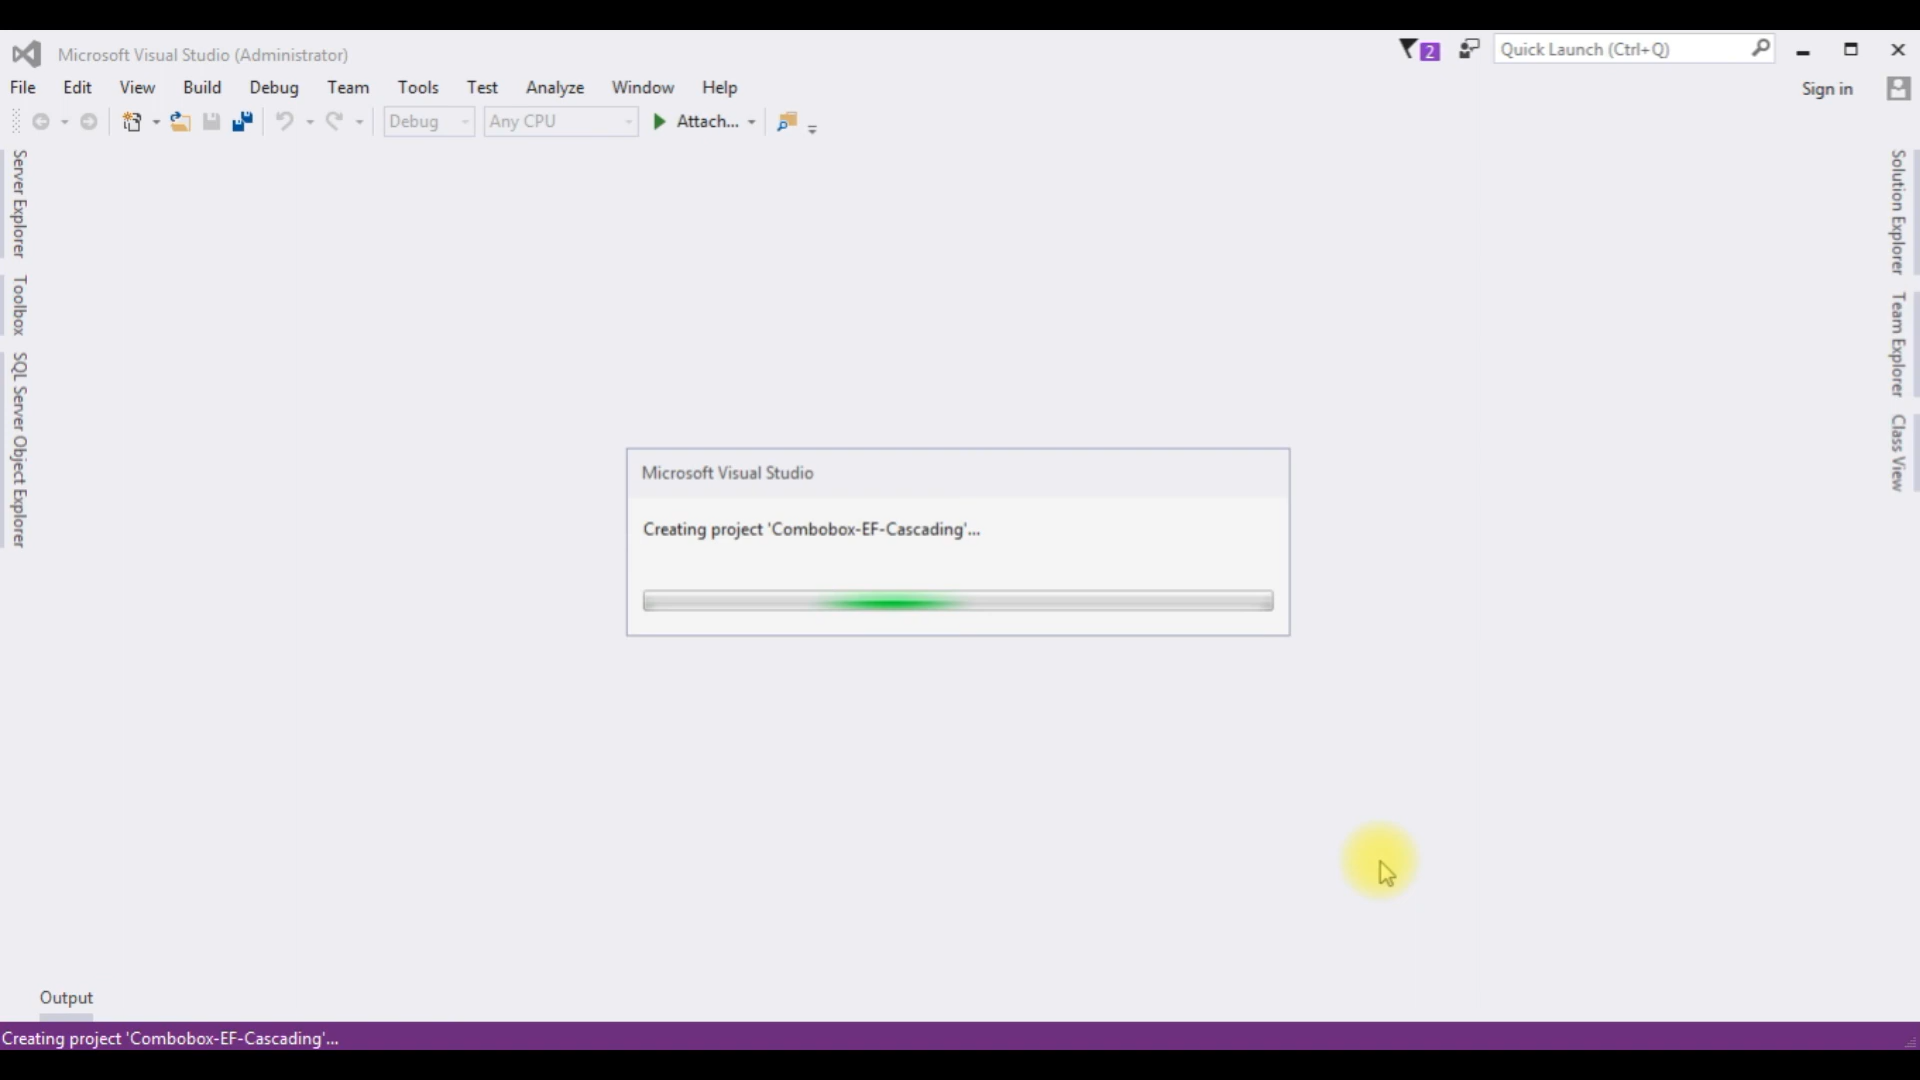 Microsoft Visual Studio (Administrator)
2
Quick Launch (Ctrl+Q)
File Edit View Build Debug Team Tools Test Analyze Window Help
Sign in
Debug Any CPU Attach...
Server Explorer
Toolbox
SQL Server Object Explorer
Solution Explorer
Team Explorer
Class View
Microsoft Visual Studio
Creating project 'Combobox-EF-Cascading'...
Output
Creating project 'Combobox-EF-Cascading'...